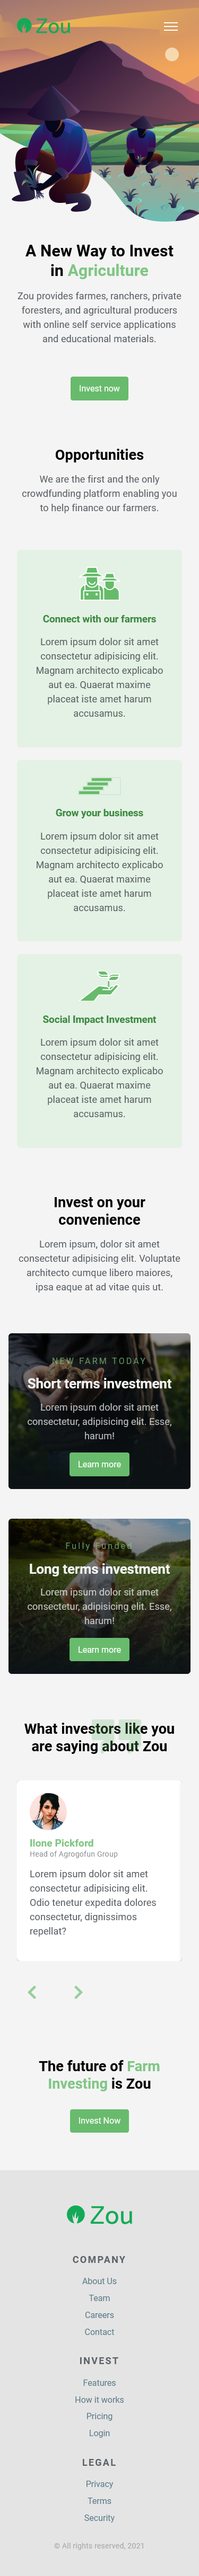 Zou
A New Way to Invest
in Agriculture
Zou provides farmes, ranchers, private
foresters, and agricultural producers
with online self service applications
and educational materials.
Invest now
Opportunities
We are the first and the only
crowdfunding platform enabling you
to help finance our farmers.
Connect with our farmers
Lorem ipsum dolor sit amet
consectetur adipisicing elit.
Magnam architecto explicabo
aut ea. Quaerat maxime
placeat iste amet harum
accusamus.
Grow your business
Lorem ipsum dolor sit amet
consectetur adipisicing elit.
Magnam architecto explicabo
aut ea. Quaerat maxime
placeat iste amet harum
accusamus.
Social Impact Investment
Lorem ipsum dolor sit amet
consectetur adipisicing elit.
Magnam architecto explicabo
aut ea. Quaerat maxime
placeat iste amet harum
accusamus.
Invest on your
convenience
Lorem ipsum, dolor sit amet
consectetur adipisicing elit. Voluptate
architecto cumque libero maiores,
ipsa eaque at ad vitae quis ut.
NEW FARM TODAY
Short terms investment
Lorem ipsum dolor sit amet
consectetur, adipisicing elit. Esse,
harum!
Learn more
Fully Funded
Long terms investment
Lorem ipsum dolor sit amet
consectetur, adipisicing elit. Esse,
harum!
Learn more
What investors like you
are saying about Zou
Ilone Pickford
Head of Agrogofun Group
Lorem ipsum dolor sit amet
consectetur adipisicing elit.
Odio tenetur expedita dolores
consectetur, dignissimos
repellat?
The future of Farm
Investing is Zou
Invest Now
Zou
COMPANY
About Us
Team
Careers
Contact
INVEST
Features
How it works
Pricing
Login
LEGAL
Privacy
Terms
Security
© All rights reserved, 2021